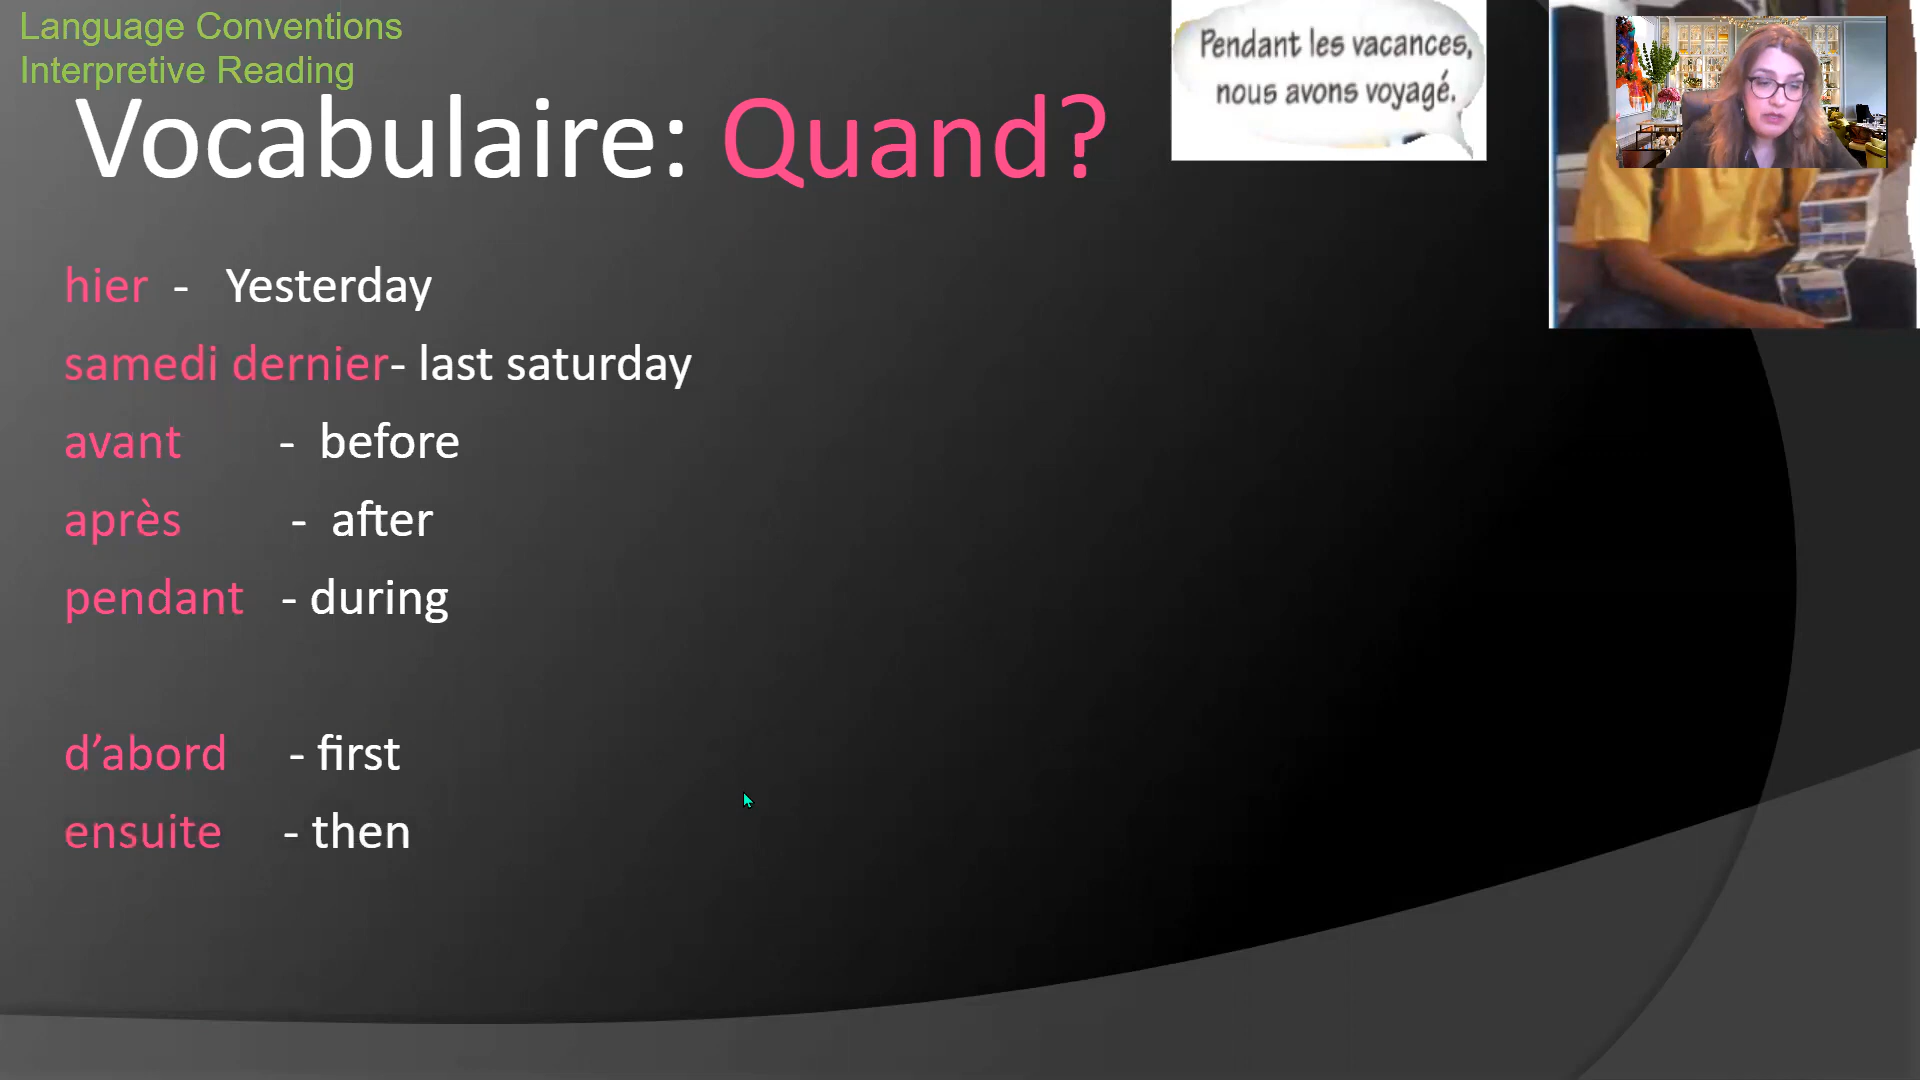 Language Conventions
Interpretive Reading
Vocabulaire: Quand?
Pendant les vacances,
nous avons voyagé.
hier - Yesterday
samedi dernier- last saturday
avant - before
après - after
pendant - during
d’abord - first
ensuite - then